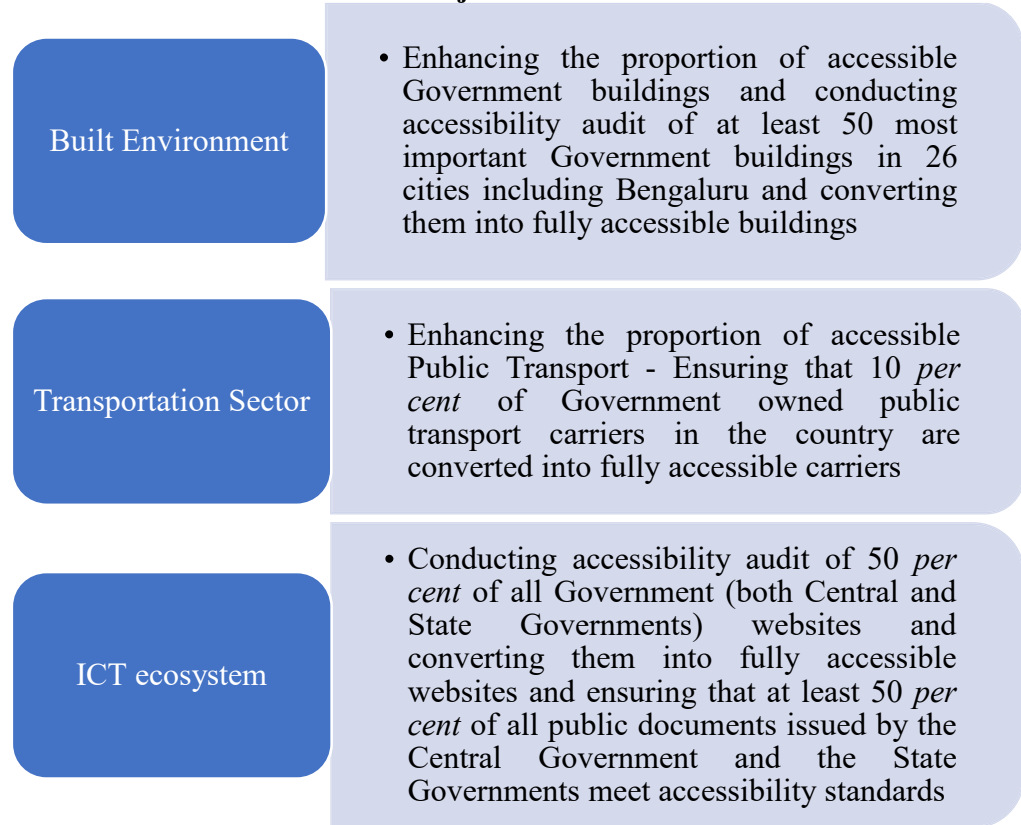 Built Environment
• Enhancing the proportion of accessible
Government buildings and conducting
accessibility audit of at least 50 most
important Government buildings in 26
cities including Bengaluru and converting
them into fully accessible buildings
Transportation Sector
• Enhancing the proportion of accessible
Public Transport - Ensuring that 10 per
cent of Government owned public
transport carriers in the country are
converted into fully accessible carriers
ICT ecosystem
• Conducting accessibility audit of 50 per
cent of all Government (both Central and
State Governments) websites and
converting them into fully accessible
websites and ensuring that at least 50 per
cent of all public documents issued by the
Central Government and the State
Governments meet accessibility standards